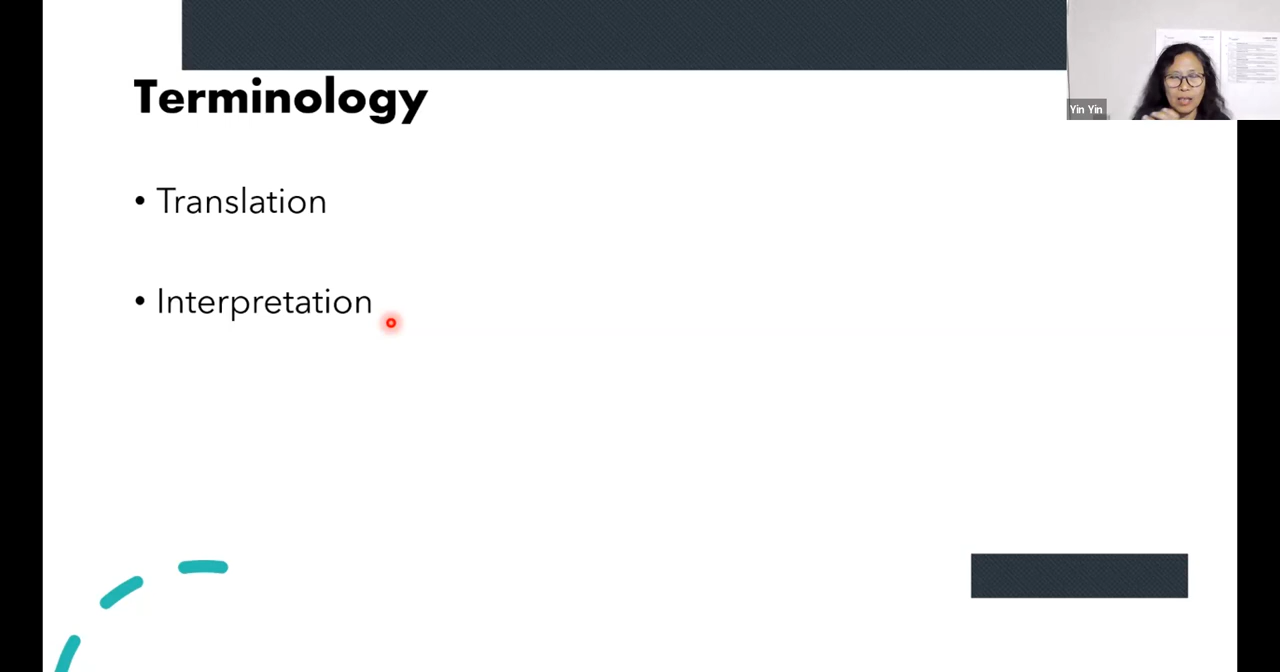 Terminology
• Translation
• Interpretation
Yin Yin